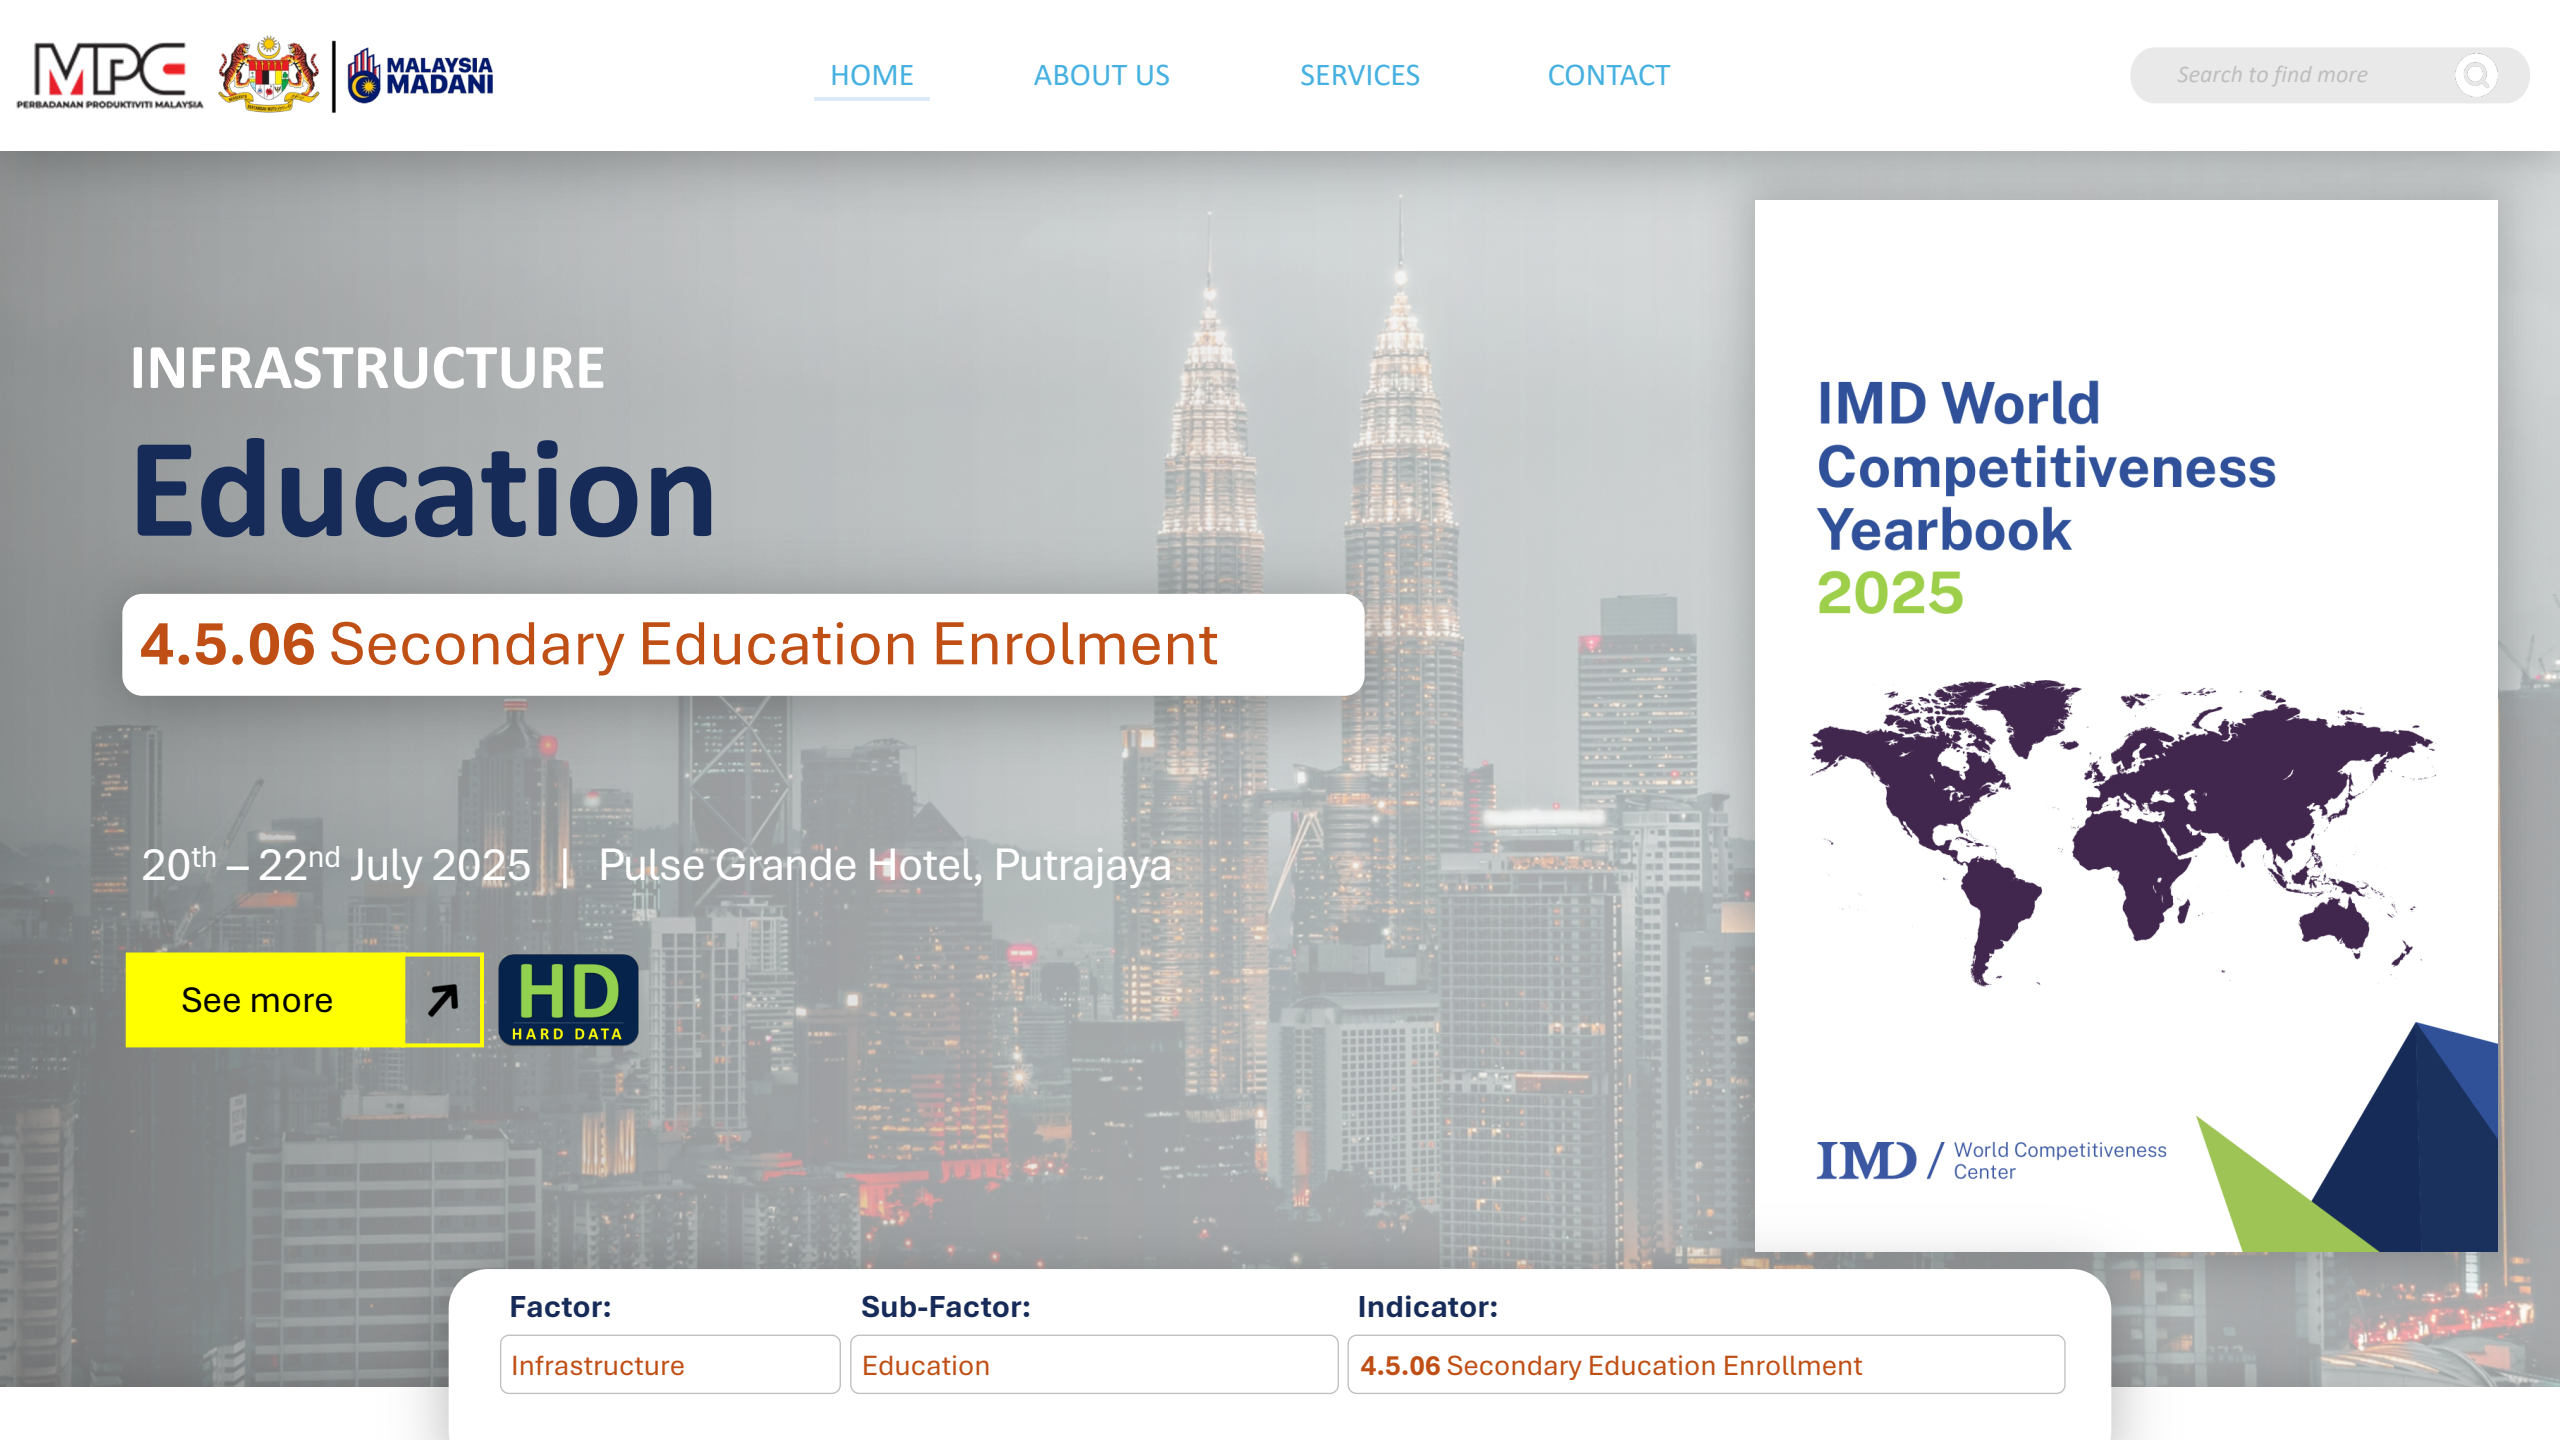 MPC
PERBADANAN PRODUKTIVITI MALAYSIA
MALAYSIA
MADANI
HOME
ABOUT US
SERVICES
CONTACT
Search to find more
INFRASTRUCTURE
Education
4.5.06 Secondary Education Enrolment
20th – 22nd July 2025 | Pulse Grande Hotel, Putrajaya
See more
HD
HARD DATA
IMD World
Competitiveness
Yearbook
2025
IMD / World Competitiveness
Center
Factor:
Infrastructure
Sub-Factor:
Education
Indicator:
4.5.06 Secondary Education Enrollment